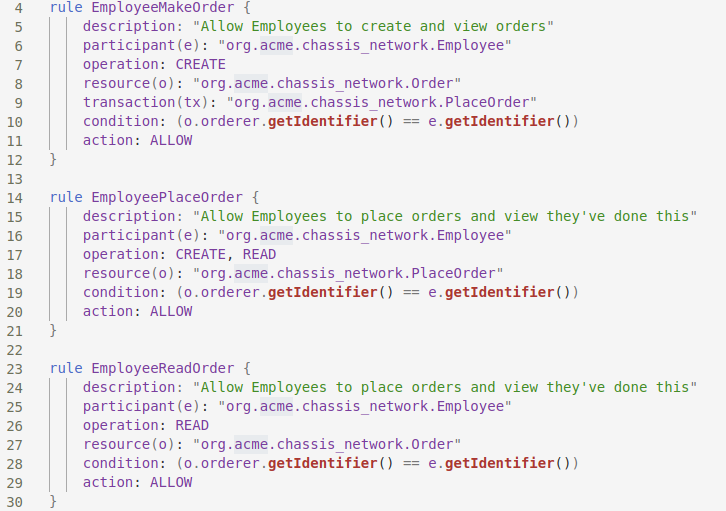 4 rule EmployeeMakeOrder {
5 description: "Allow Employees to create and view orders"
6 participant(e): "org.acme.chassis_network.Employee"
7 operation: CREATE
8 resource(o): "org.acme.chassis_network.Order"
9 transaction(tx): "org.acme.chassis_network.PlaceOrder"
10 condition: (o.orderer.getIdentifier() == e.getIdentifier())
11 action: ALLOW
12 }
13
14 rule EmployeePlaceOrder {
15 description: "Allow Employees to place orders and view they've done this"
16 participant(e): "org.acme.chassis_network.Employee"
17 operation: CREATE, READ
18 resource(o): "org.acme.chassis_network.PlaceOrder"
19 condition: (o.orderer.getIdentifier() == e.getIdentifier())
20 action: ALLOW
21 }
22
23 rule EmployeeReadOrder {
24 description: "Allow Employees to place orders and view they've done this"
25 participant(e): "org.acme.chassis_network.Employee"
26 operation: READ
27 resource(o): "org.acme.chassis_network.Order"
28 condition: (o.orderer.getIdentifier() == e.getIdentifier())
29 action: ALLOW
30 }